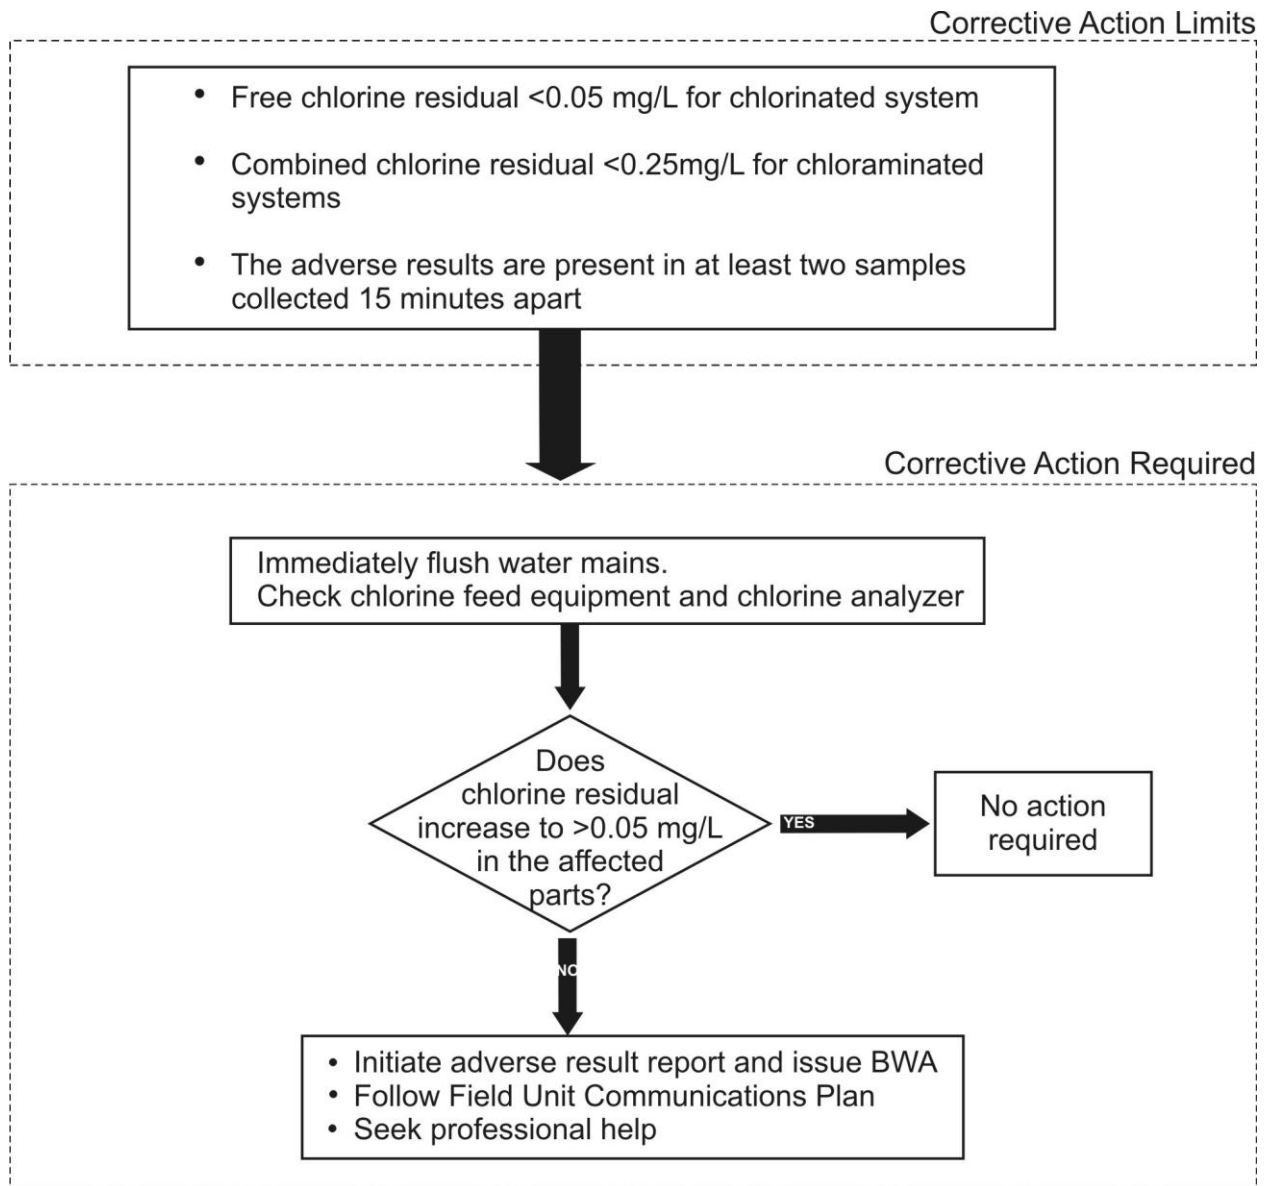 Corrective Action Limits
• Free chlorine residual <0.05 mg/L for chlorinated system
• Combined chlorine residual <0.25mg/L for chloraminated
systems
• The adverse results are present in at least two samples
collected 15 minutes apart
Corrective Action Required
Immediately flush water mains.
Check chlorine feed equipment and chlorine analyzer
Does
chlorine residual
increase to >0.05 mg/L
in the affected
parts?
YES
No action
required
NO
• Initiate adverse result report and issue BWA
• Follow Field Unit Communications Plan
• Seek professional help